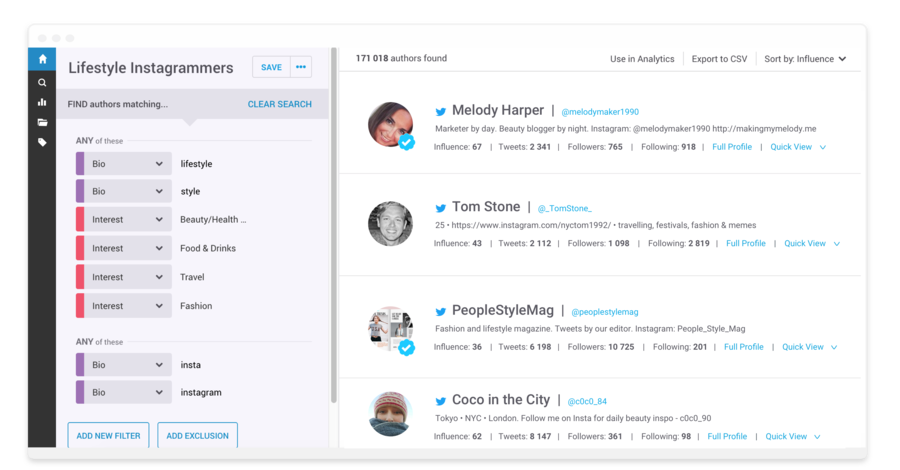 Lifestyle Instagrammers
SAVE
•••
FIND authors matching...
CLEAR SEARCH
ANY of these
Bio
lifestyle
Bio
style
Interest
Beauty/Health ...
Interest
Food & Drinks
Interest
Travel
Interest
Fashion
ANY of these
Bio
insta
Bio
instagram
ADD NEW FILTER
ADD EXCLUSION
171 018 authors found
Use in Analytics
Export to CSV
Sort by: Influence
Melody Harper | @melodymaker1990
Marketer by day. Beauty blogger by night. Instagram: @melodymaker1990 http://makingmymelody.me
Influence: 67 | Tweets: 2 341 | Followers: 765 | Following: 918 | Full Profile | Quick View
Tom Stone | @_TomStone_
25 • https://www.instagram.com/nyctom1992/ • travelling, festivals, fashion & memes
Influence: 43 | Tweets: 2 112 | Followers: 1 098 | Following: 2 819 | Full Profile | Quick View
PeopleStyleMag | @peoplestylemag
Fashion and lifestyle magazine. Tweets by our editor. Instagram: People_Style_Mag
Influence: 36 | Tweets: 6 198 | Followers: 10 725 | Following: 201 | Full Profile | Quick View
Coco in the City | @c0c0_84
Tokyo • NYC • London. Follow me on Insta for daily beauty inspo - c0c0_90
Influence: 62 | Tweets: 8 147 | Followers: 361 | Following: 98 | Full Profile | Quick View